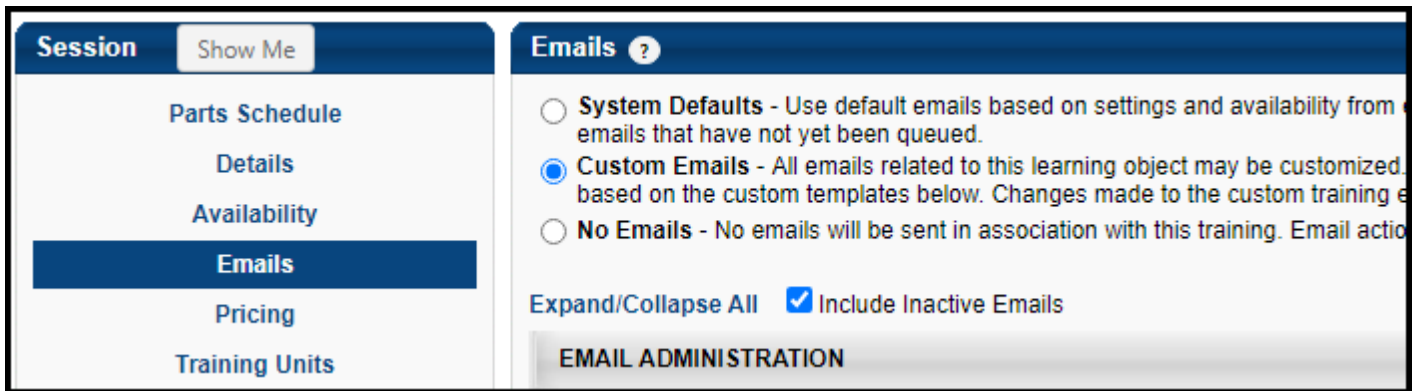 Session Show Me
Parts Schedule
Details
Availability
Emails
Pricing
Training Units
Emails ?
System Defaults - Use default emails based on settings and availability from
emails that have not yet been queued.
Custom Emails - All emails related to this learning object may be customized.
based on the custom templates below. Changes made to the custom training
No Emails - No emails will be sent in association with this training. Email
Expand/Collapse All Include Inactive Emails
EMAIL ADMINISTRATION